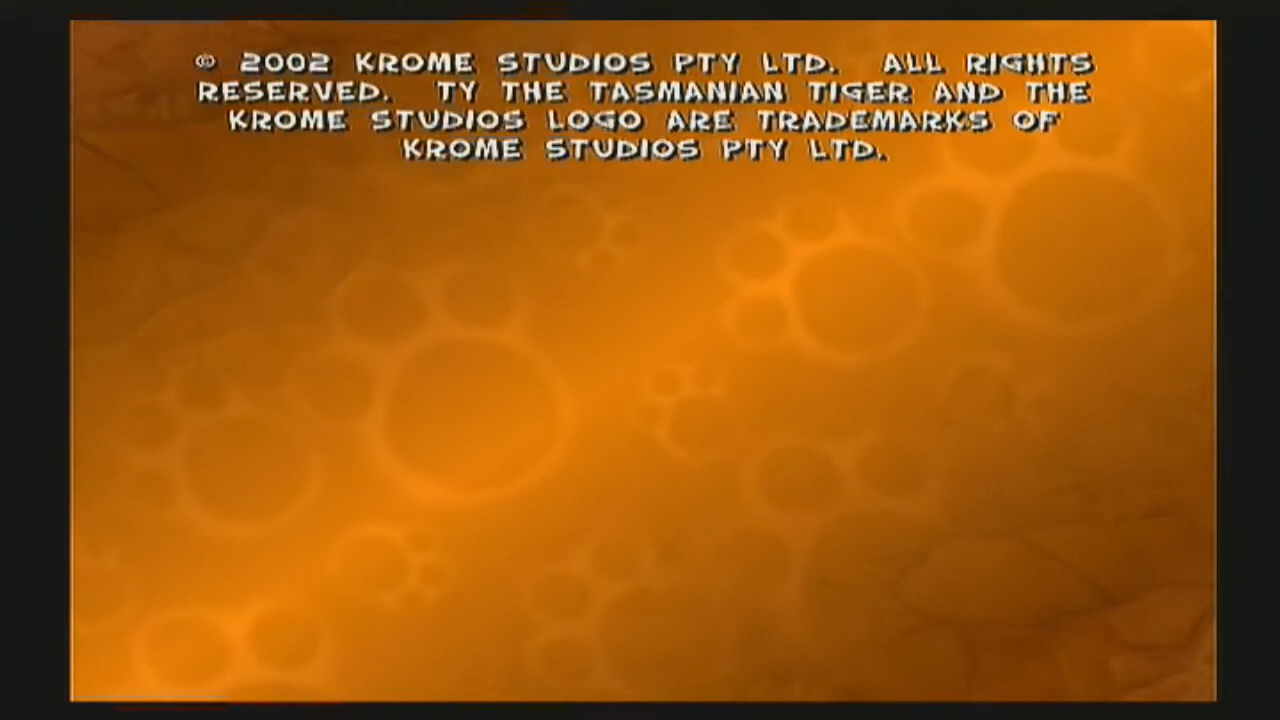 © 2002 KROME STUDIOS PTY LTD. ALL RIGHTS
RESERVED. TY THE TASMANIAN TIGER AND THE
KROME STUDIOS LOGO ARE TRADEMARKS OF
KROME STUDIOS PTY LTD.